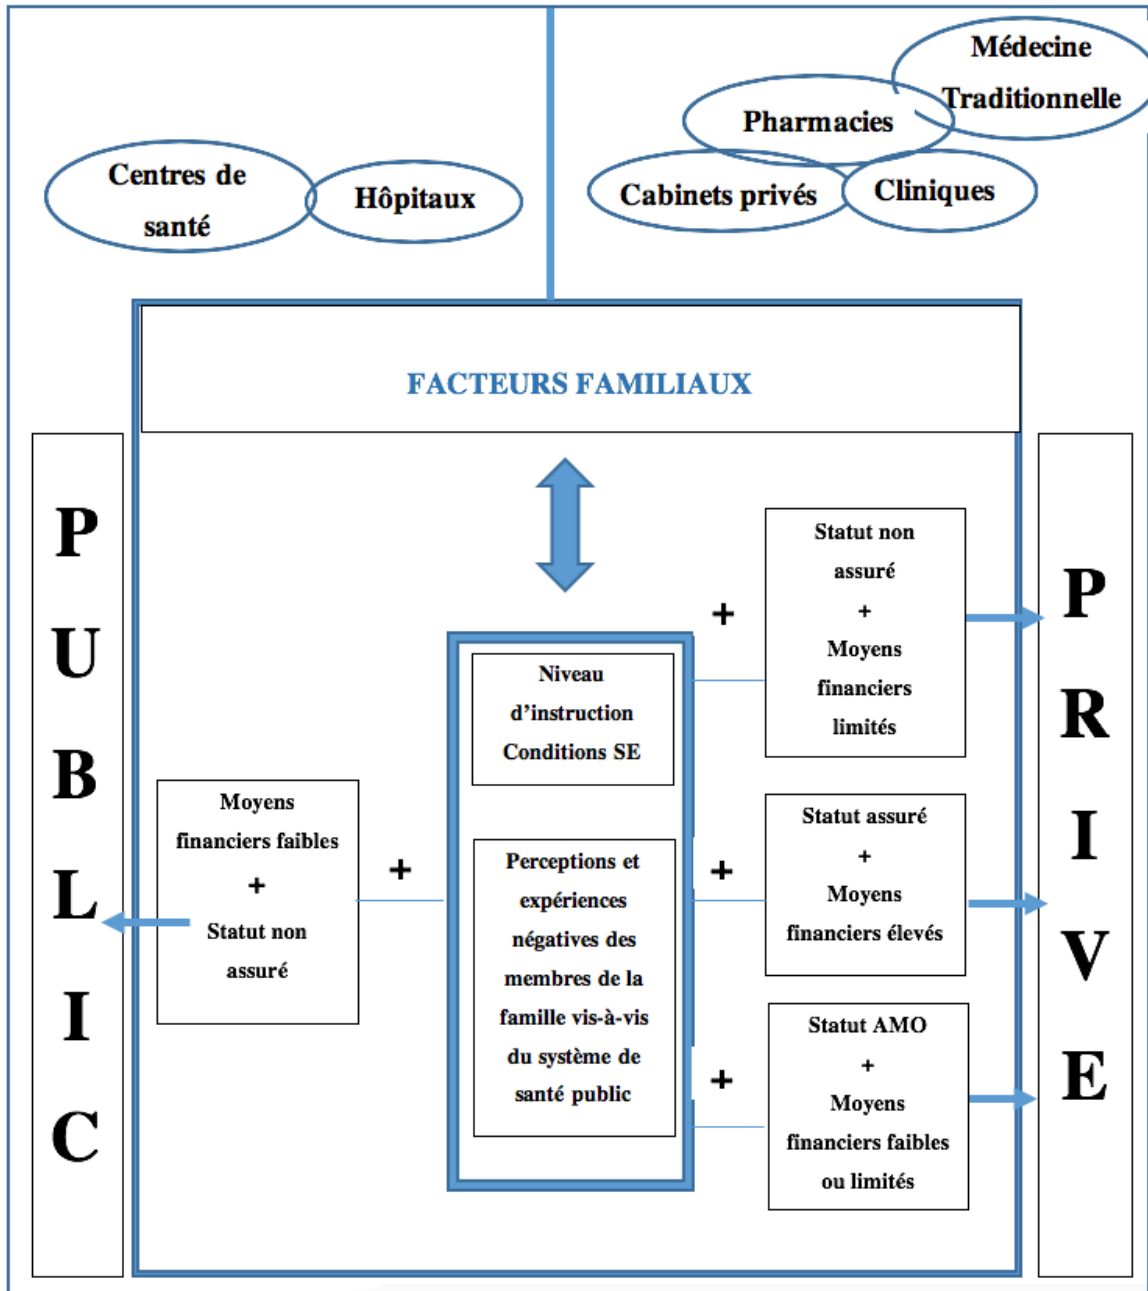 Médecine
Traditionnelle
Pharmacies
Centres de
santé
Hôpitaux
Cabinets privés
Cliniques
FACTEURS FAMILIAUX
P
U
B
L
I
C
Moyens
financiers faibles
+
Statut non
assuré
+
Niveau
d'instruction
Conditions SE
Perceptions et
expériences
négatives des
membres de la
famille vis-à-vis
du système de
santé public
+
Statut non
assuré
+
Moyens
financiers
limités
+
Statut assuré
+
Moyens
financiers élevés
+
Statut AMO
+
Moyens
financiers faibles
ou limités
P
R
I
V
E